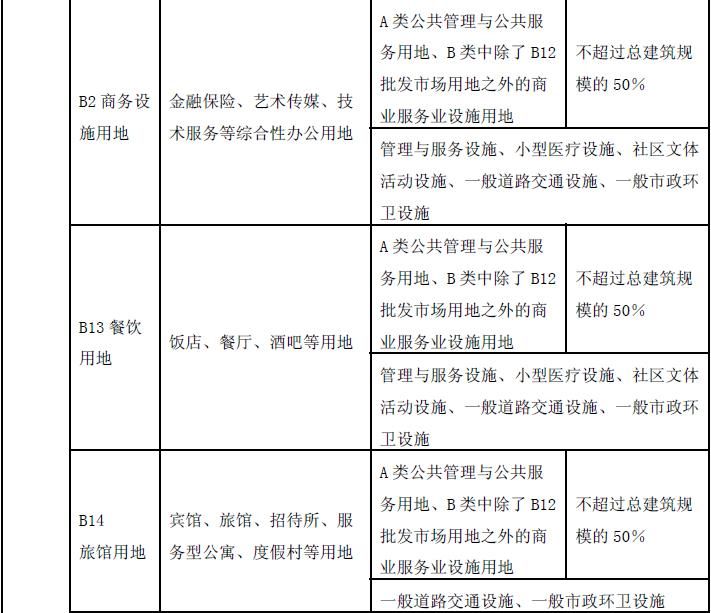 B2 商务设
施用地
金融保险、艺术传媒、技
术服务等综合性办公用地
A 类公共管理与公共服
务用地、B 类中除了 B12
批发市场用地之外的商
业服务业设施用地
不超过总建筑规
模的 50%
管理与服务设施、小型医疗设施、社区文体
活动设施、一般道路交通设施、一般市政环
卫设施
B13 餐饮
用地
饭店、餐厅、酒吧等用地
A 类公共管理与公共服
务用地、B 类中除了 B12
批发市场用地之外的商
业服务业设施用地
不超过总建筑规
模的 50%
管理与服务设施、小型医疗设施、社区文体
活动设施、一般道路交通设施、一般市政环
卫设施
B14
旅馆用地
宾馆、旅馆、招待所、服
务型公寓、度假村等用地
A 类公共管理与公共服
务用地、B 类中除了 B12
批发市场用地之外的商
业服务业设施用地
不超过总建筑规
模的 50%
一般道路交通设施、一般市政环卫设施